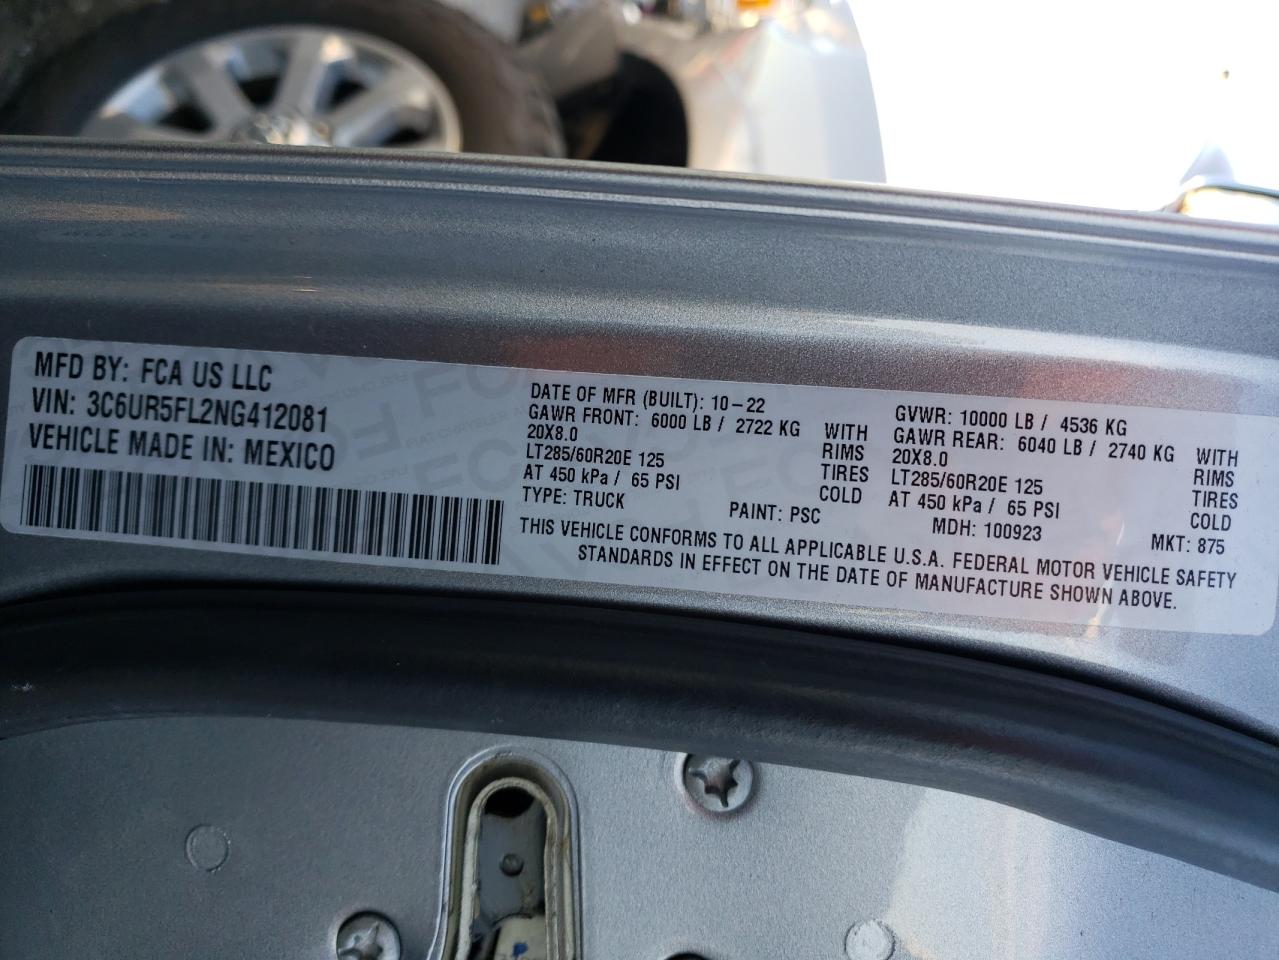 MFD BY: FCA US LLC
VIN: 3C6UR5FL2NG412081
VEHICLE MADE IN: MEXICO
DATE OF MFR (BUILT): 10-22
GAWR FRONT: 6000 LB / 2722 KG WITH
20X8.0 RIMS
LT285/60R20E 125 TIRES
AT 450 kPa / 65 PSI COLD
TYPE: TRUCK PAINT: PSC
GVWR: 10000 LB / 4536 KG
GAWR REAR: 6040 LB / 2740 KG WITH
20X8.0 RIMS
LT285/60R20E 125 TIRES
AT 450 kPa / 65 PSI COLD
MDH: 100923 MKT: 875
THIS VEHICLE CONFORMS TO ALL APPLICABLE U.S.A. FEDERAL MOTOR VEHICLE SAFETY
STANDARDS IN EFFECT ON THE DATE OF MANUFACTURE SHOWN ABOVE.